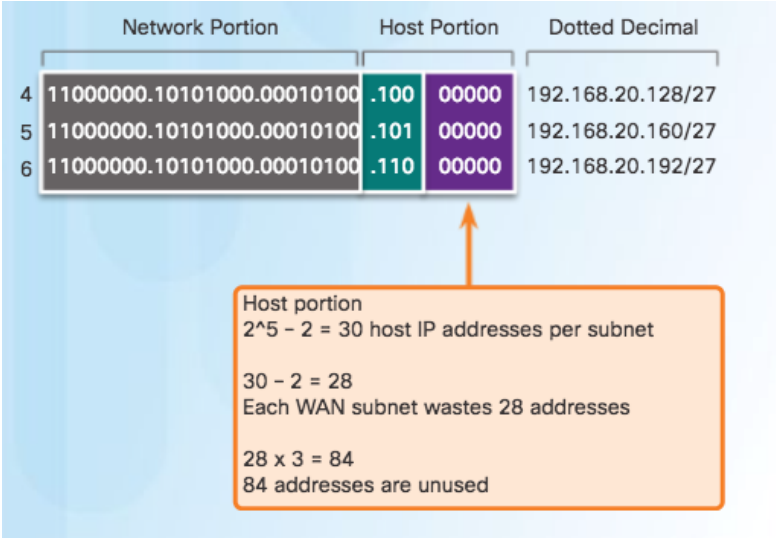 Network Portion Host Portion Dotted Decimal
4 11000000.10101000.00010100 .100 00000 192.168.20.128/27
5 11000000.10101000.00010100 .101 00000 192.168.20.160/27
6 11000000.10101000.00010100 .110 00000 192.168.20.192/27
Host portion
2^5 – 2 = 30 host IP addresses per subnet
30 – 2 = 28
Each WAN subnet wastes 28 addresses
28 x 3 = 84
84 addresses are unused